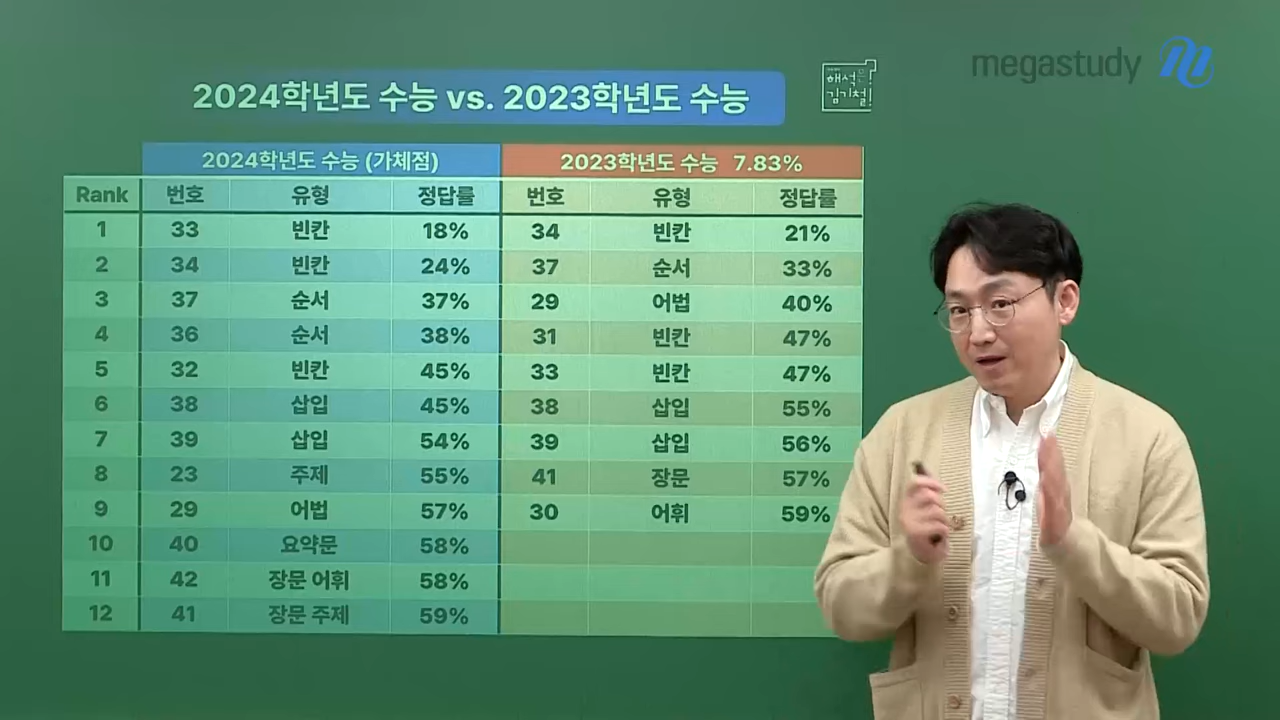 megastudy
해석은?
김기철!
2024학년도 수능 vs. 2023학년도 수능
2024학년도 수능 (가체점) 2023학년도 수능 7.83%
Rank 번호 유형 정답률 번호 유형 정답률
1 33 빈칸 18% 34 빈칸 21%
2 34 빈칸 24% 37 순서 33%
3 37 순서 37% 29 어법 40%
4 36 순서 38% 31 빈칸 47%
5 32 빈칸 45% 33 빈칸 47%
6 38 삽입 45% 38 삽입 55%
7 39 삽입 54% 39 삽입 56%
8 23 주제 55% 41 장문 57%
9 29 어법 57% 30 어휘 59%
10 40 요약문 58%
11 42 장문 어휘 58%
12 41 장문 주제 59%